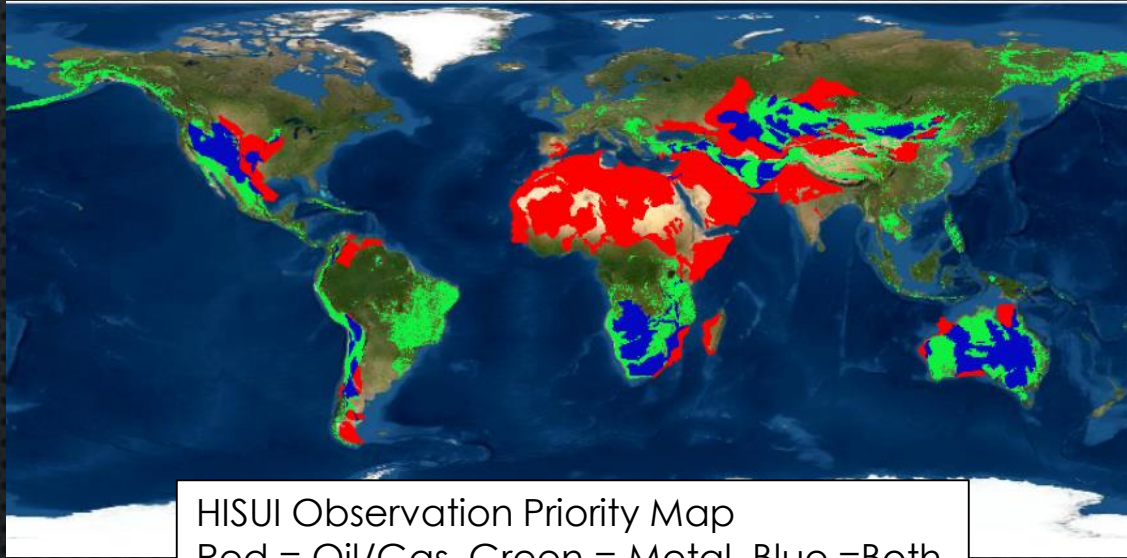 HISUI Observation Priority Map
Red = Oil/Gas, Green = Metal, Blue =Both